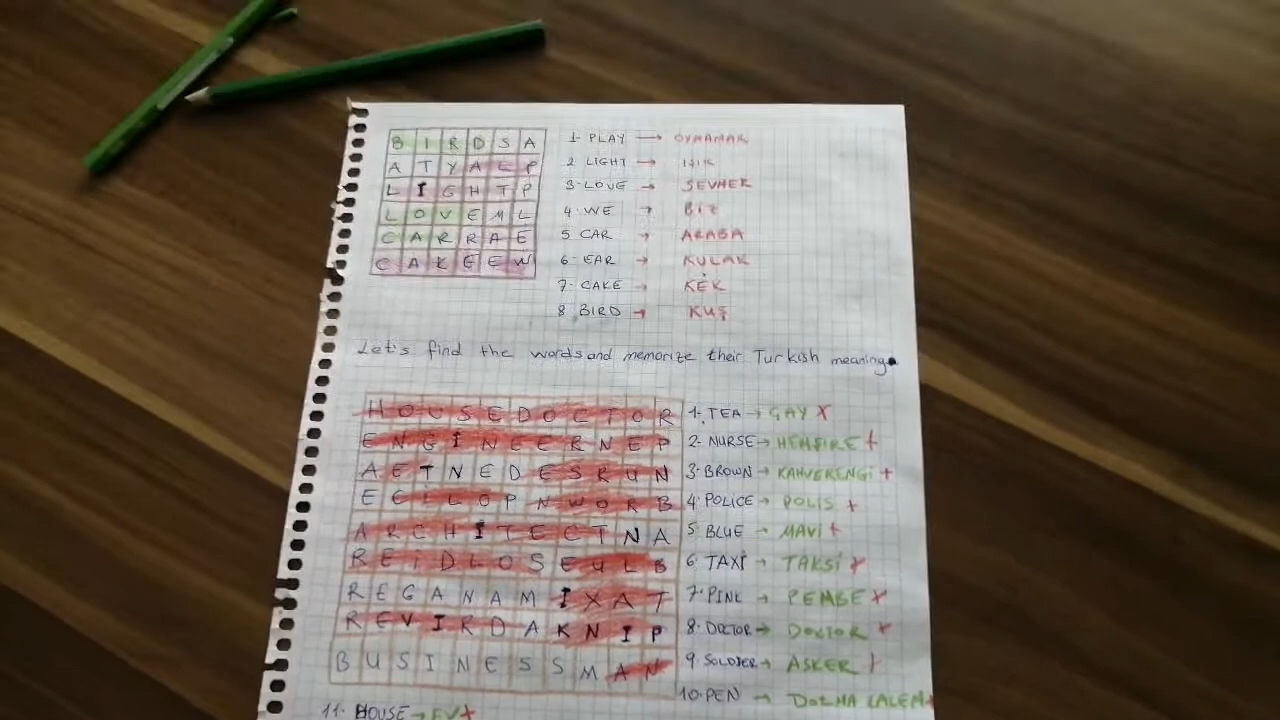 B I R D S A
A T Y A L P
L I G H T P
L O V E M L
C A R R A E
C A K E E W
1- PLAY → OYNAMAK
2 LIGHT → IŞIK
3-LOVE → SEVMEK
4-WE → BİZ
5 CAR → ARABA
6-EAR → KULAK
7-CAKE → KEK
8 BIRD → KUŞ
Let's find the words and memorize their Turkish meaning.
H O U S E D O C T O R
E N G İ N E E R N E P
A E T N E D E S R U N
E C I L O P N W O R B
A R C H I T E C T N A
R E İ D L O S E U L B
R E G A N A M I X A T
R E V I R D A K N I P
B U S I N E S S M A N
1- TEA → ÇAY x
2- NURSE → HEMŞİRE +
3- BROWN → KAHVERENGİ +
4- POLICE → POLİS +
5- BLUE → MAVİ +
6- TAXİ → TAKSİ x
7- PINK → PEMBE x
8- DOCTOR → DOKTOR x
9- SOLDIER → ASKER +
10. PEN → DOLMA KALEM +
11- HOUSE → EV x